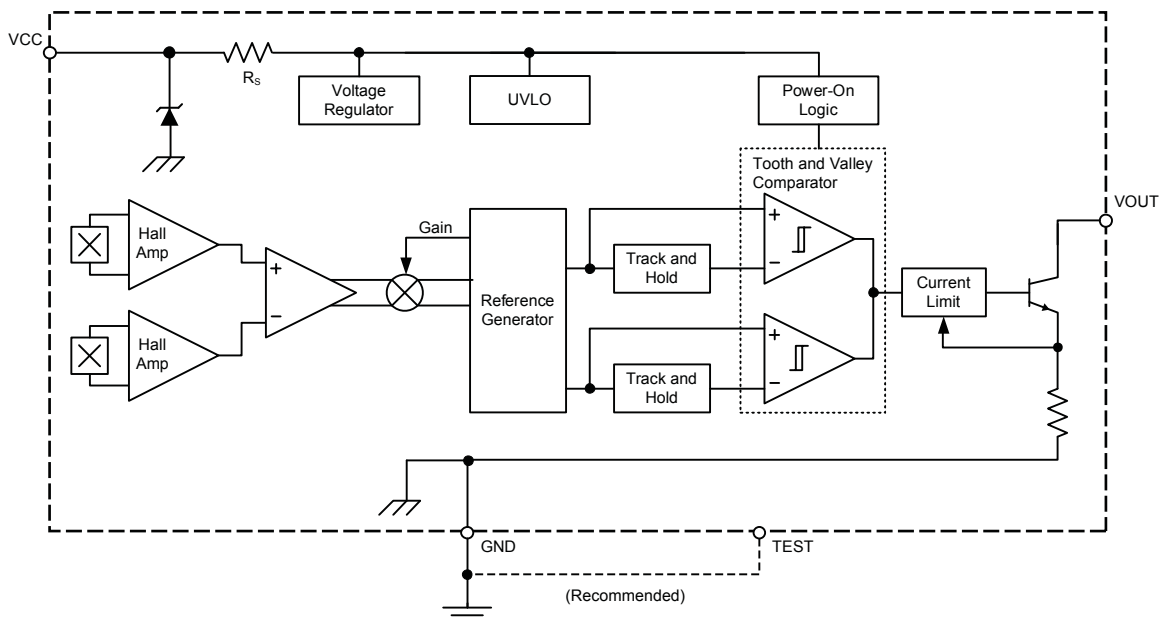 VCC
R_S
Voltage
Regulator
UVLO
Power-On
Logic
Tooth and Valley
Comparator
VOUT
Hall
Amp
+
−
Gain
Reference
Generator
Track and
Hold
+
−
Current
Limit
Hall
Amp
Track and
Hold
+
−
GND
TEST
(Recommended)